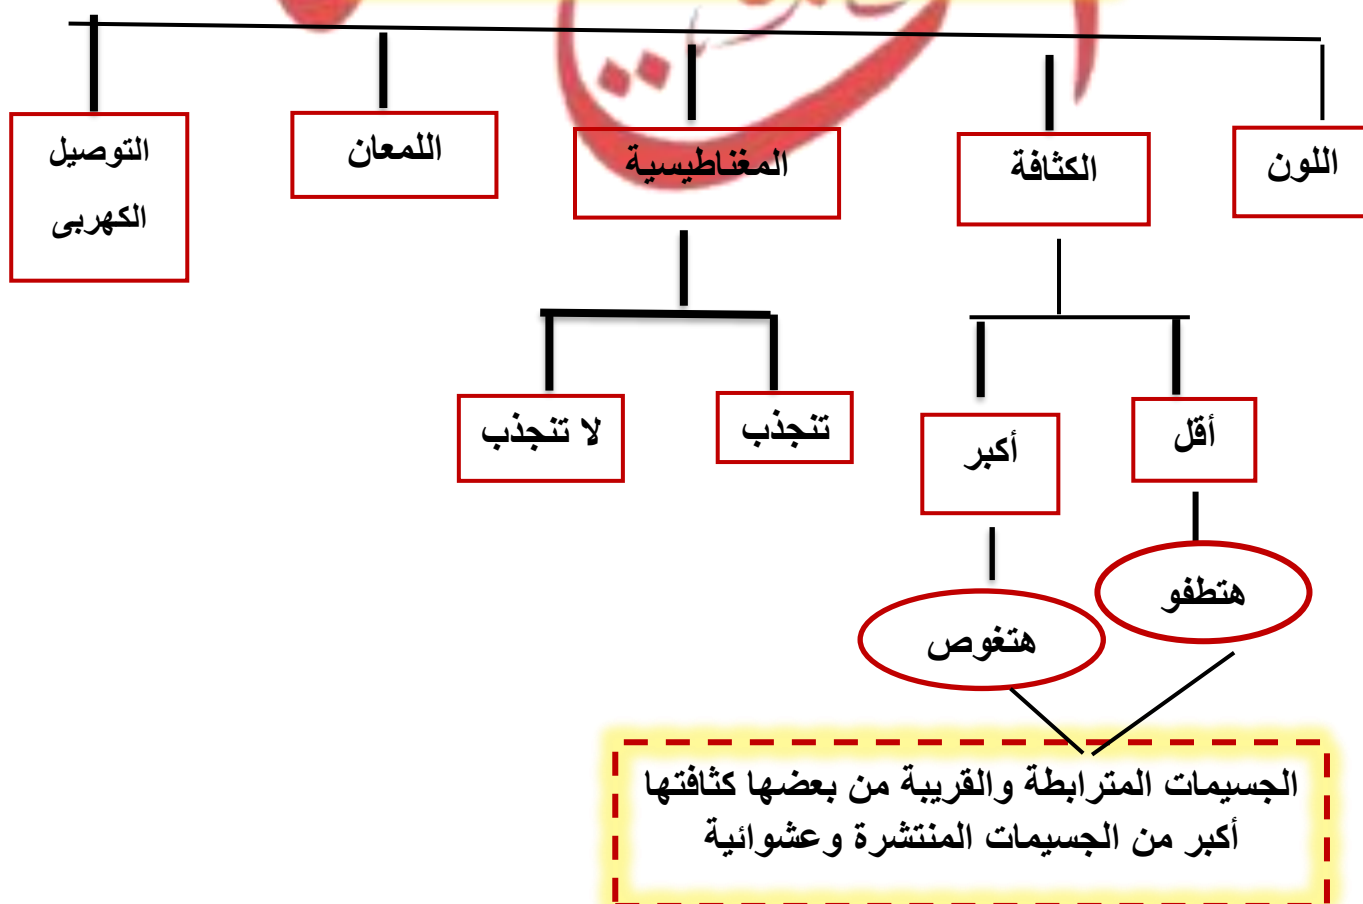 اللون
الكثافة
المغناطيسية
اللمعان
التوصيل
الكهربى
أقل
أكبر
تنجذب
لا تنجذب
هتطفو
هتغوص
الجسيمات المترابطة والقريبة من بعضها كثافتها
أكبر من الجسيمات المنتشرة وعشوائية